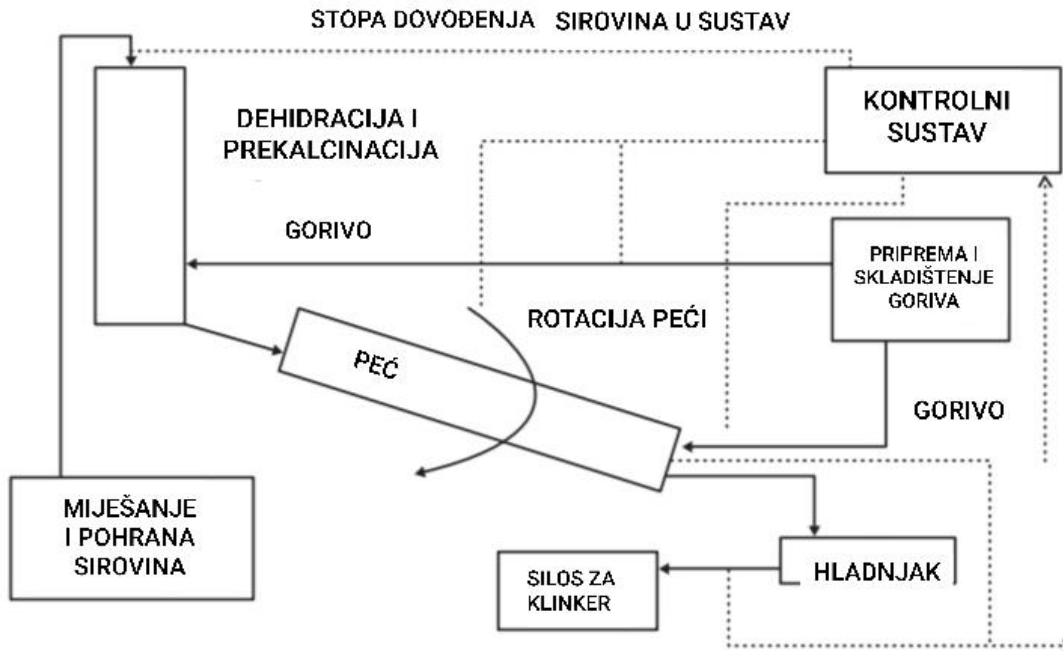 STOPA DOVOĐENJA SIROVINA U SUSTAV
KONTROLNI
SUSTAV
DEHIDRACIJA I
PREKALCINACIJA
GORIVO
PRIPREMA I
SKLADIŠTENJE
GORIVA
ROTACIJA PEĆI
PEĆ
GORIVO
MIJEŠANJE
I POHRANA
SIROVINA
SILOS ZA
KLINKER
HLADNJAK